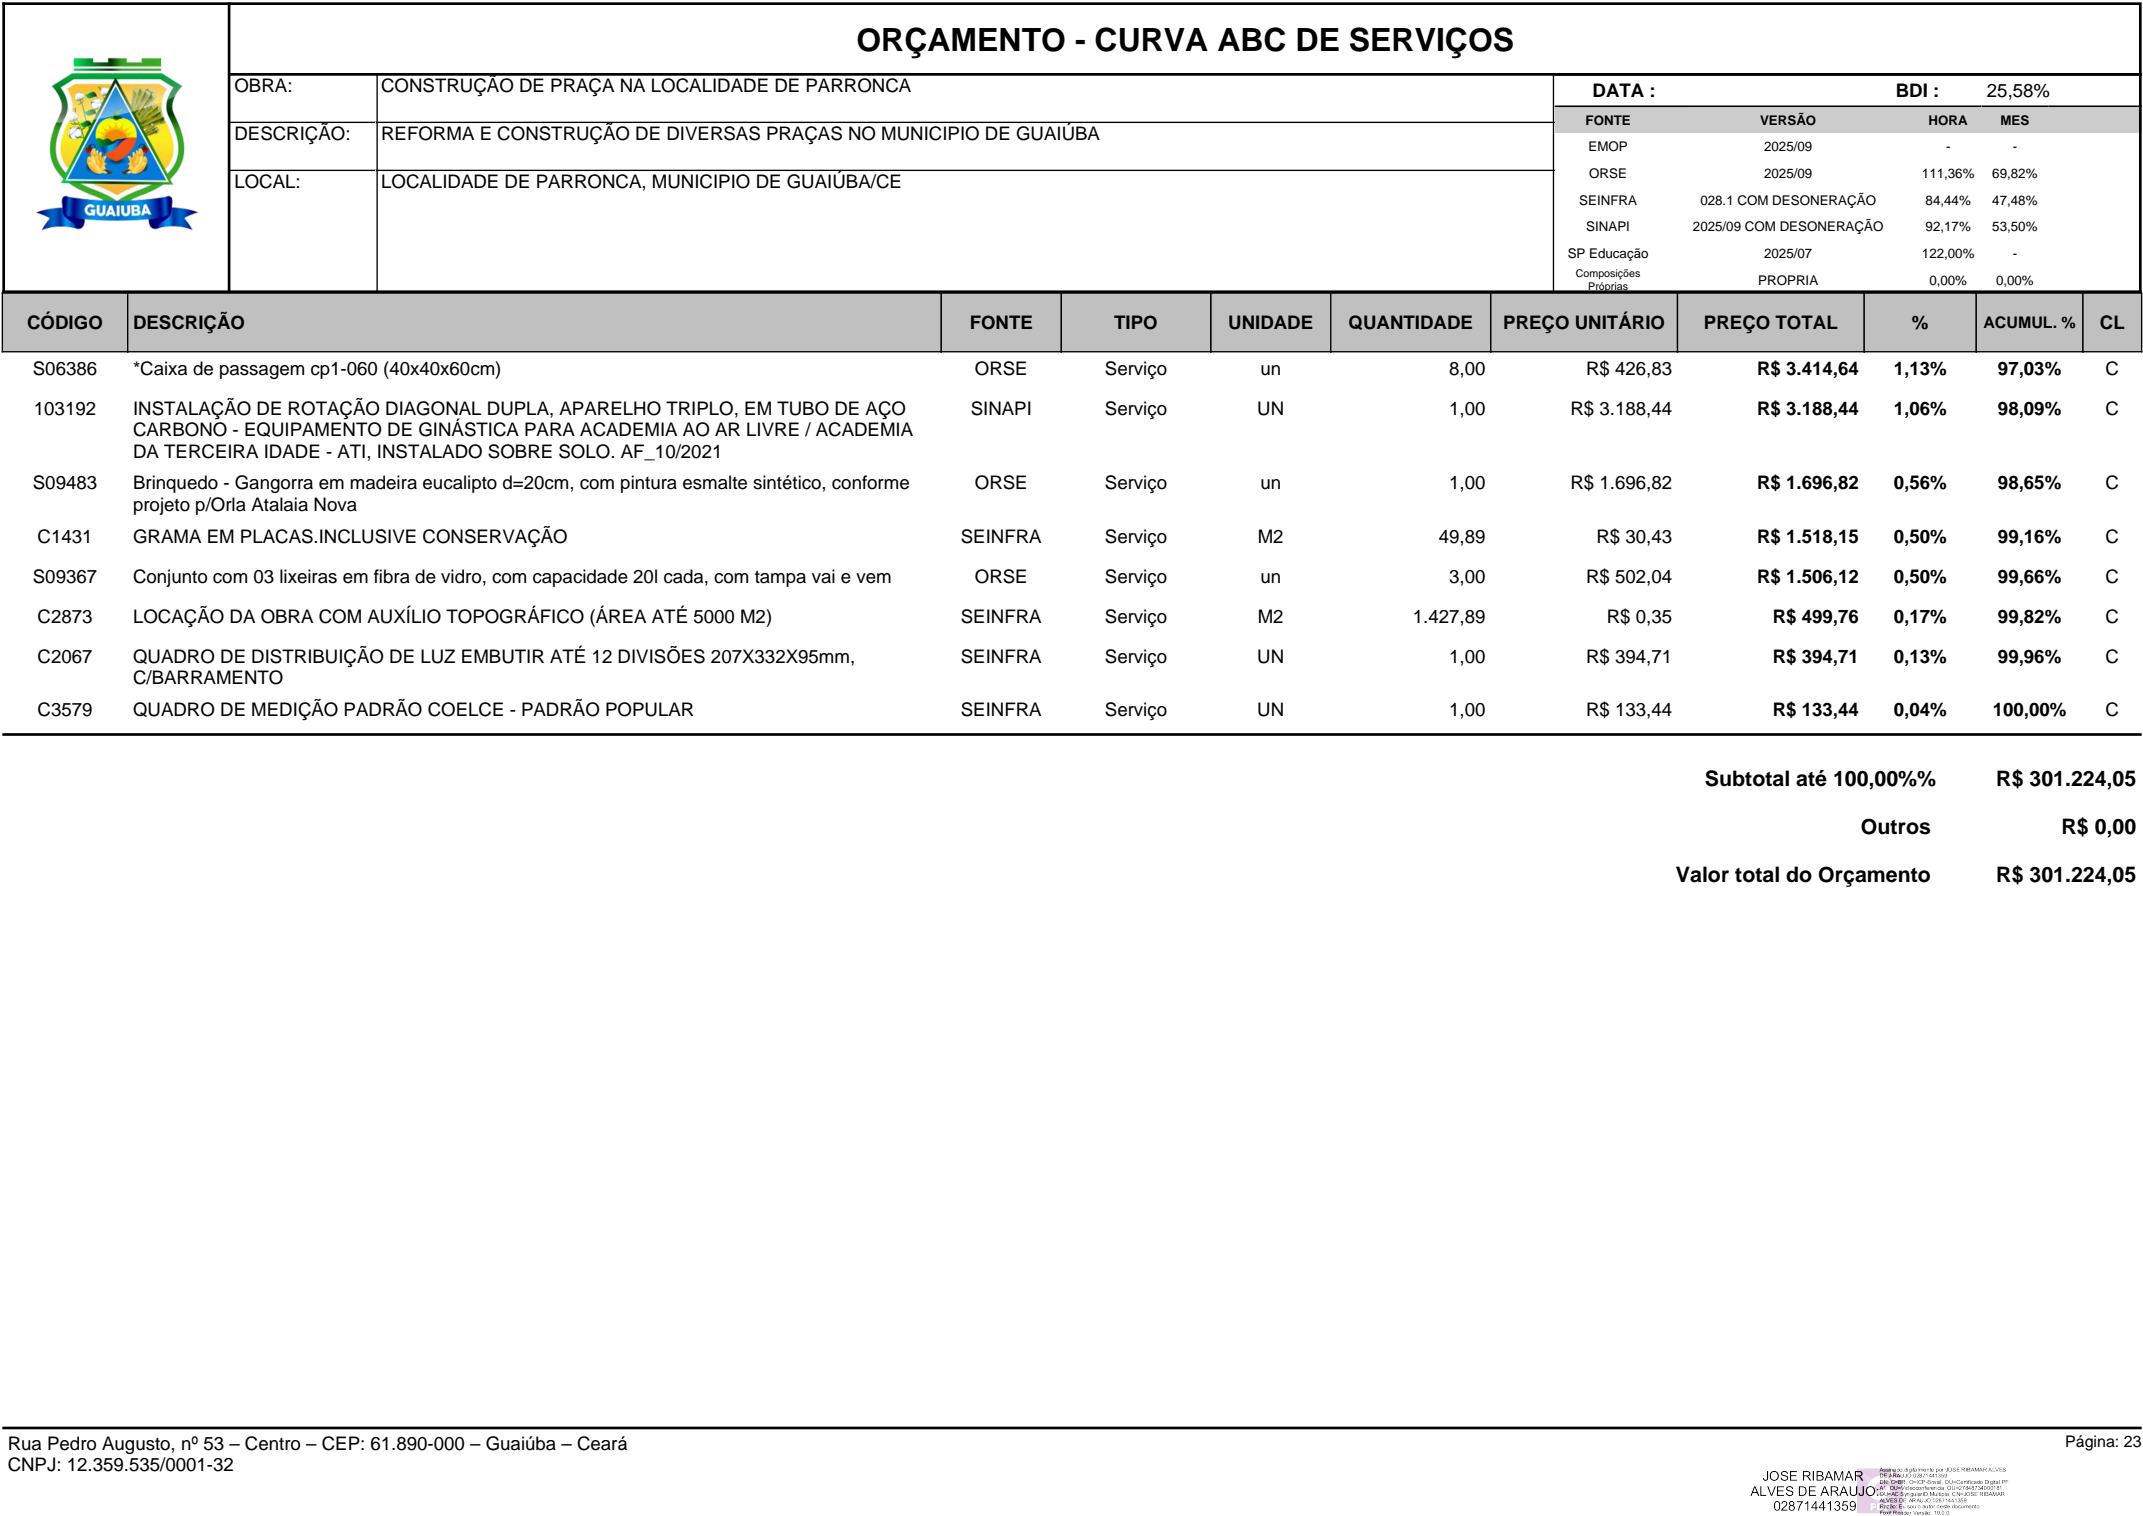 ORÇAMENTO - CURVA ABC DE SERVIÇOS
GUAIUBA
OBRA: CONSTRUÇÃO DE PRAÇA NA LOCALIDADE DE PARRONCA
DESCRIÇÃO: REFORMA E CONSTRUÇÃO DE DIVERSAS PRAÇAS NO MUNICIPIO DE GUAIÚBA
LOCAL: LOCALIDADE DE PARRONCA, MUNICIPIO DE GUAIÚBA/CE
DATA : BDI : 25,58%
FONTE VERSÃO HORA MES
EMOP 2025/09 - -
ORSE 2025/09 111,36% 69,82%
SEINFRA 028.1 COM DESONERAÇÃO 84,44% 47,48%
SINAPI 2025/09 COM DESONERAÇÃO 92,17% 53,50%
SP Educação 2025/07 122,00% -
Composições Próprias PROPRIA 0,00% 0,00%
CÓDIGO DESCRIÇÃO FONTE TIPO UNIDADE QUANTIDADE PREÇO UNITÁRIO PREÇO TOTAL % ACUMUL. % CL
S06386 *Caixa de passagem cp1-060 (40x40x60cm) ORSE Serviço un 8,00 R$ 426,83 R$ 3.414,64 1,13% 97,03% C
103192 INSTALAÇÃO DE ROTAÇÃO DIAGONAL DUPLA, APARELHO TRIPLO, EM TUBO DE AÇO SINAPI Serviço UN 1,00 R$ 3.188,44 R$ 3.188,44 1,06% 98,09% C
CARBONO - EQUIPAMENTO DE GINÁSTICA PARA ACADEMIA AO AR LIVRE / ACADEMIA
DA TERCEIRA IDADE - ATI, INSTALADO SOBRE SOLO. AF_10/2021
S09483 Brinquedo - Gangorra em madeira eucalipto d=20cm, com pintura esmalte sintético, conforme ORSE Serviço un 1,00 R$ 1.696,82 R$ 1.696,82 0,56% 98,65% C
projeto p/Orla Atalaia Nova
C1431 GRAMA EM PLACAS.INCLUSIVE CONSERVAÇÃO SEINFRA Serviço M2 49,89 R$ 30,43 R$ 1.518,15 0,50% 99,16% C
S09367 Conjunto com 03 lixeiras em fibra de vidro, com capacidade 20l cada, com tampa vai e vem ORSE Serviço un 3,00 R$ 502,04 R$ 1.506,12 0,50% 99,66% C
C2873 LOCAÇÃO DA OBRA COM AUXÍLIO TOPOGRÁFICO (ÁREA ATÉ 5000 M2) SEINFRA Serviço M2 1.427,89 R$ 0,35 R$ 499,76 0,17% 99,82% C
C2067 QUADRO DE DISTRIBUIÇÃO DE LUZ EMBUTIR ATÉ 12 DIVISÕES 207X332X95mm, SEINFRA Serviço UN 1,00 R$ 394,71 R$ 394,71 0,13% 99,96% C
C/BARRAMENTO
C3579 QUADRO DE MEDIÇÃO PADRÃO COELCE - PADRÃO POPULAR SEINFRA Serviço UN 1,00 R$ 133,44 R$ 133,44 0,04% 100,00% C
Subtotal até 100,00%% R$ 301.224,05
Outros R$ 0,00
Valor total do Orçamento R$ 301.224,05
Rua Pedro Augusto, nº 53 – Centro – CEP: 61.890-000 – Guaiúba – Ceará
CNPJ: 12.359.535/0001-32
Página: 23
JOSE RIBAMAR
ALVES DE ARAUJO:
02871441359
Assinado digitalmente por JOSE RIBAMAR ALVES
DE ARAUJO:02871441359